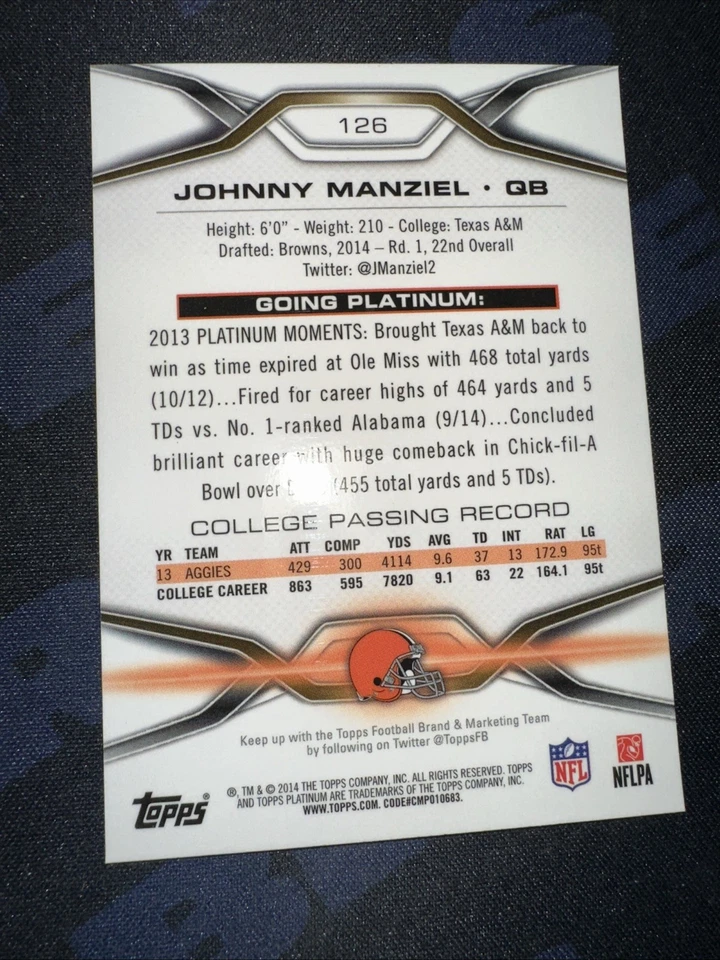 126
JOHNNY MANZIEL • QB
Height: 6'0" - Weight: 210 - College: Texas A&M
Drafted: Browns, 2014 – Rd. 1, 22nd Overall
Twitter: @JManziel2
GOING PLATINUM:
2013 PLATINUM MOMENTS: Brought Texas A&M back to
win as time expired at Ole Miss with 468 total yards
(10/12)...Fired for career highs of 464 yards and 5
TDs vs. No. 1-ranked Alabama (9/14)...Concluded
brilliant career with huge comeback in Chick-fil-A
Bowl over (455 total yards and 5 TDs).
COLLEGE PASSING RECORD
YR TEAM ATT COMP YDS AVG TD INT RAT LG
13 AGGIES 429 300 4114 9.6 37 13 172.9 95t
COLLEGE CAREER 863 595 7820 9.1 63 22 164.1 95t
Keep up with the Topps Football Brand & Marketing Team
by following on Twitter @ToppsFB
NFL
NFLPA
Topps®
®, TM & © 2014 THE TOPPS COMPANY, INC. ALL RIGHTS RESERVED. TOPPS
AND TOPPS PLATINUM ARE TRADEMARKS OF THE TOPPS COMPANY, INC.
WWW.TOPPS.COM. CODE#CMP010683.